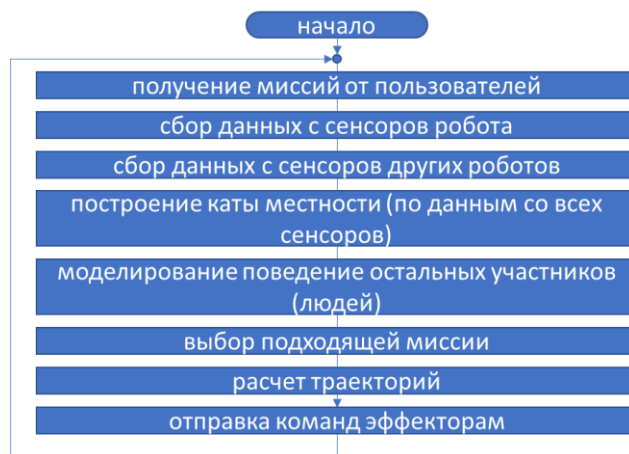 начало
получение миссий от пользователей
сбор данных с сенсоров робота
сбор данных с сенсоров других роботов
построение каты местности (по данным со всех
сенсоров)
моделирование поведение остальных участников
(людей)
выбор подходящей миссии
расчет траекторий
отправка команд эффекторам